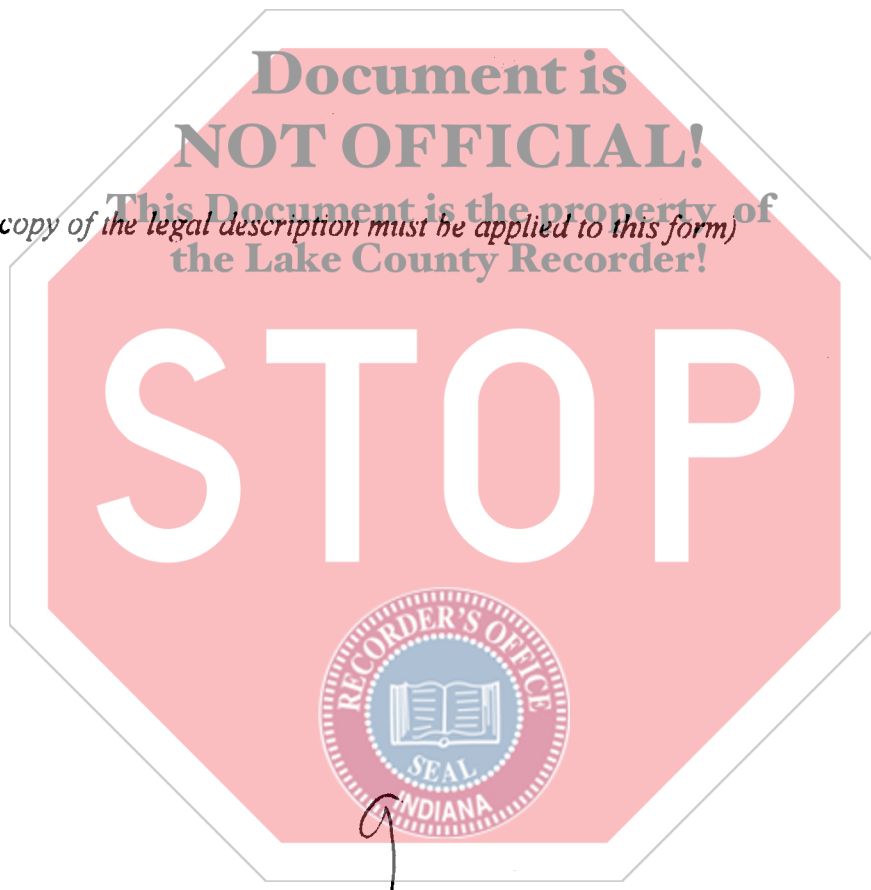 Document is
NOT OFFICIAL!
This Document is the property of
copy of the legal description must be applied to this form)
the Lake County Recorder!
STOP
RECORDER'S OFFICE
SEAL
INDIANA